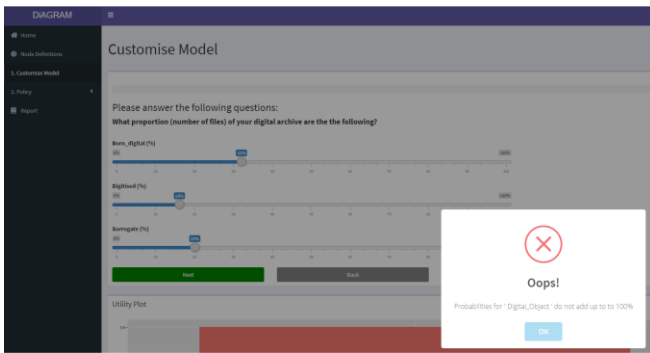 DiAGRAM
Home
Node Definitions
1. Customise Model
2. Policy
Report
Customise Model
Please answer the following questions:
What proportion (number of files) of your digital archive are the the following?
Born_digital (%)
Digitised (%)
Surrogate (%)
Next
Back
Utility Plot
Oops!
Probabilities for ' Digital_Object ' do not add up to to 100%
OK